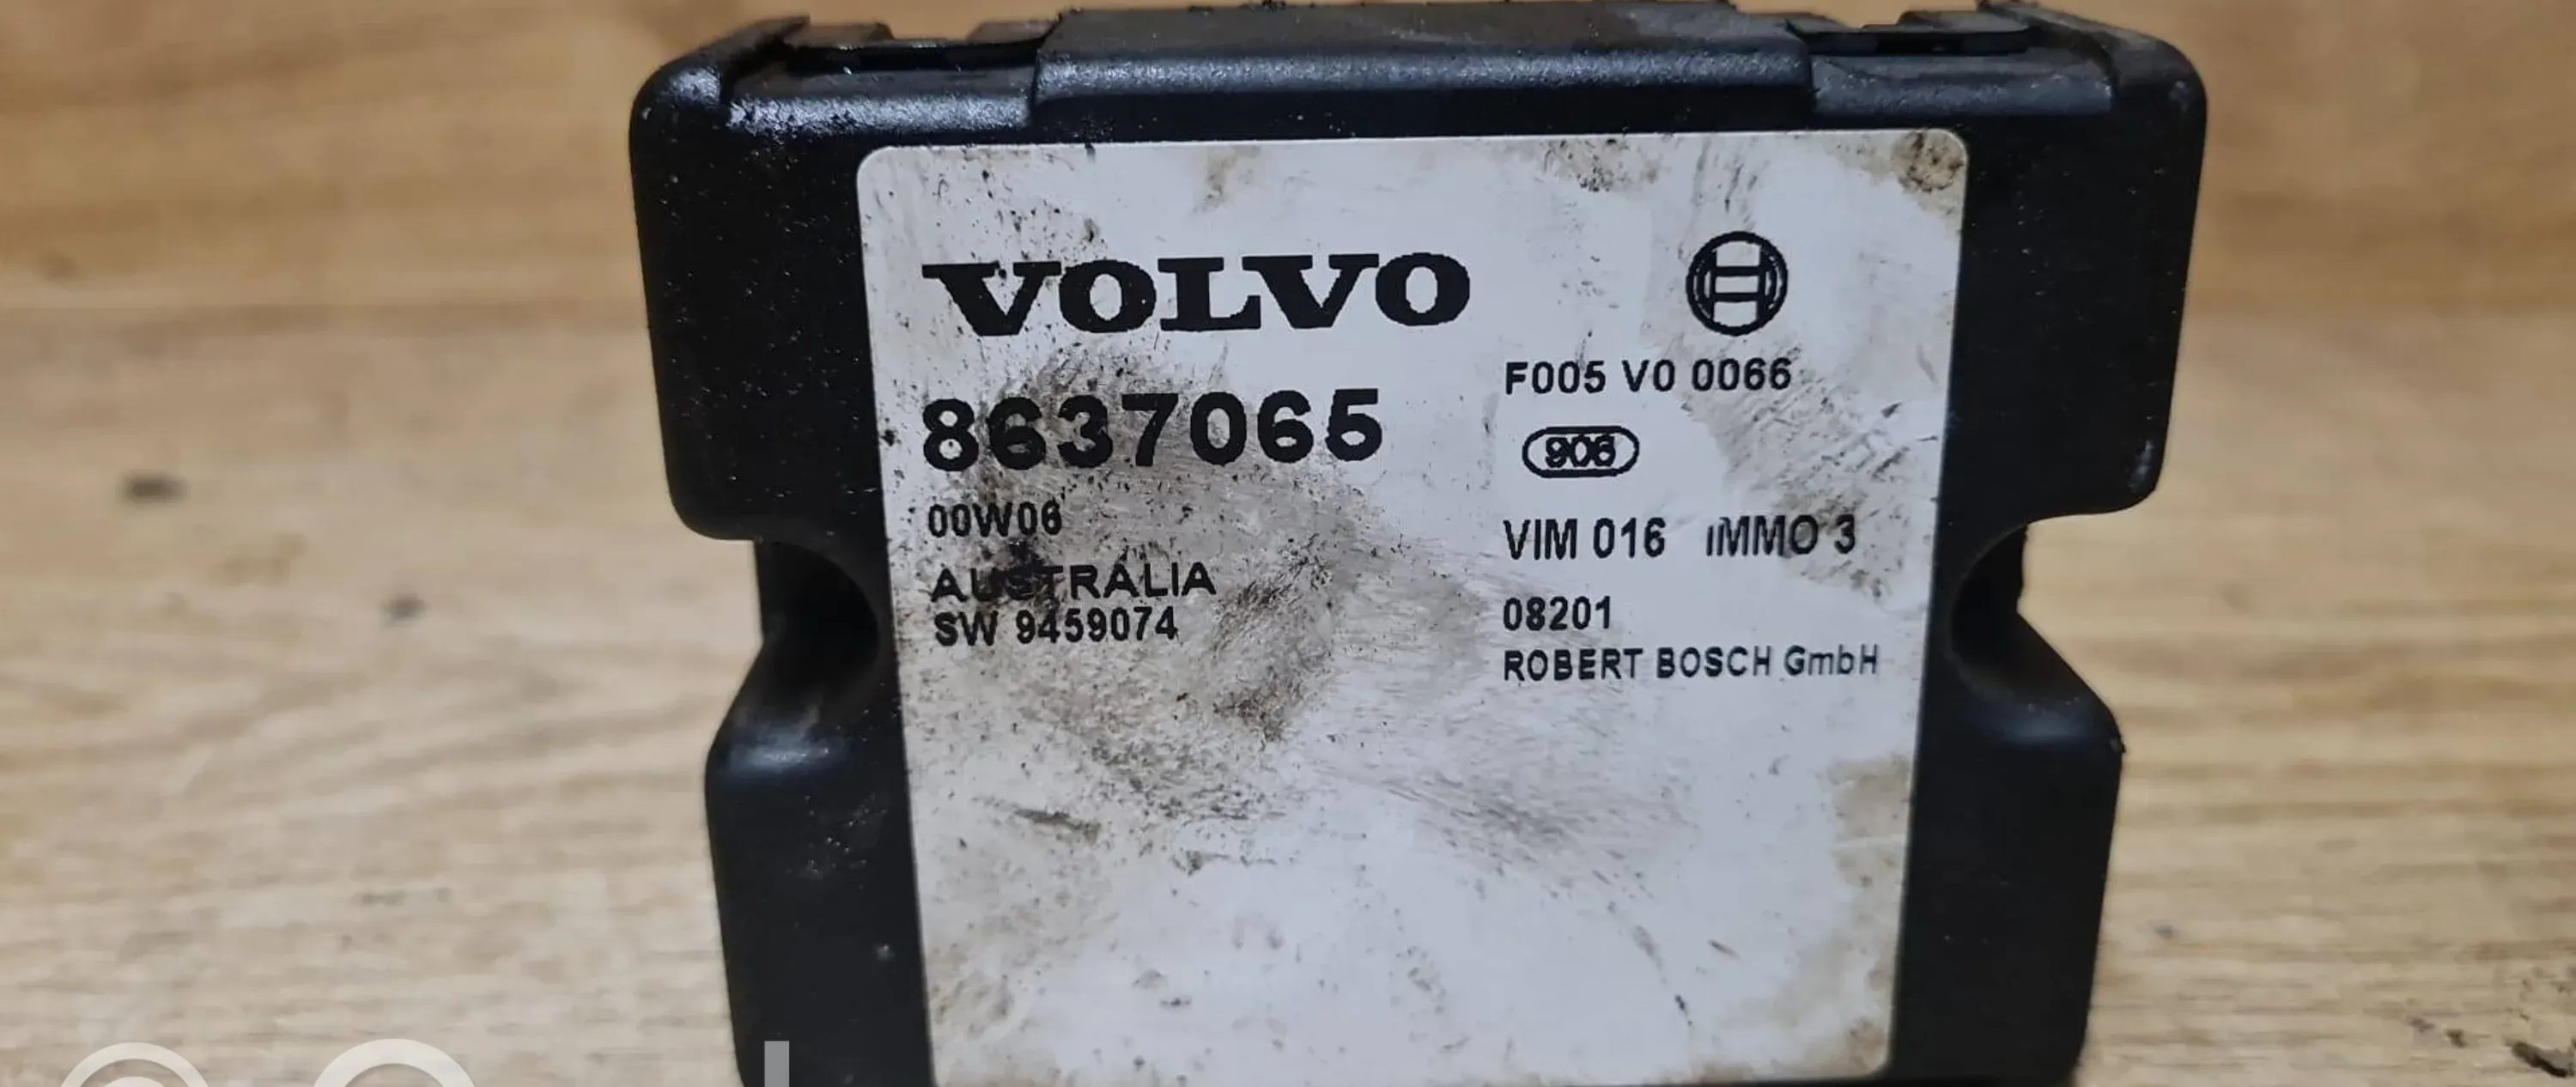 VOLVO
8637065
00W06
AUSTRALIA
SW 9459074
F005 V0 0066
906
VIM 016 iMMO 3
08201
ROBERT BOSCH GmbH